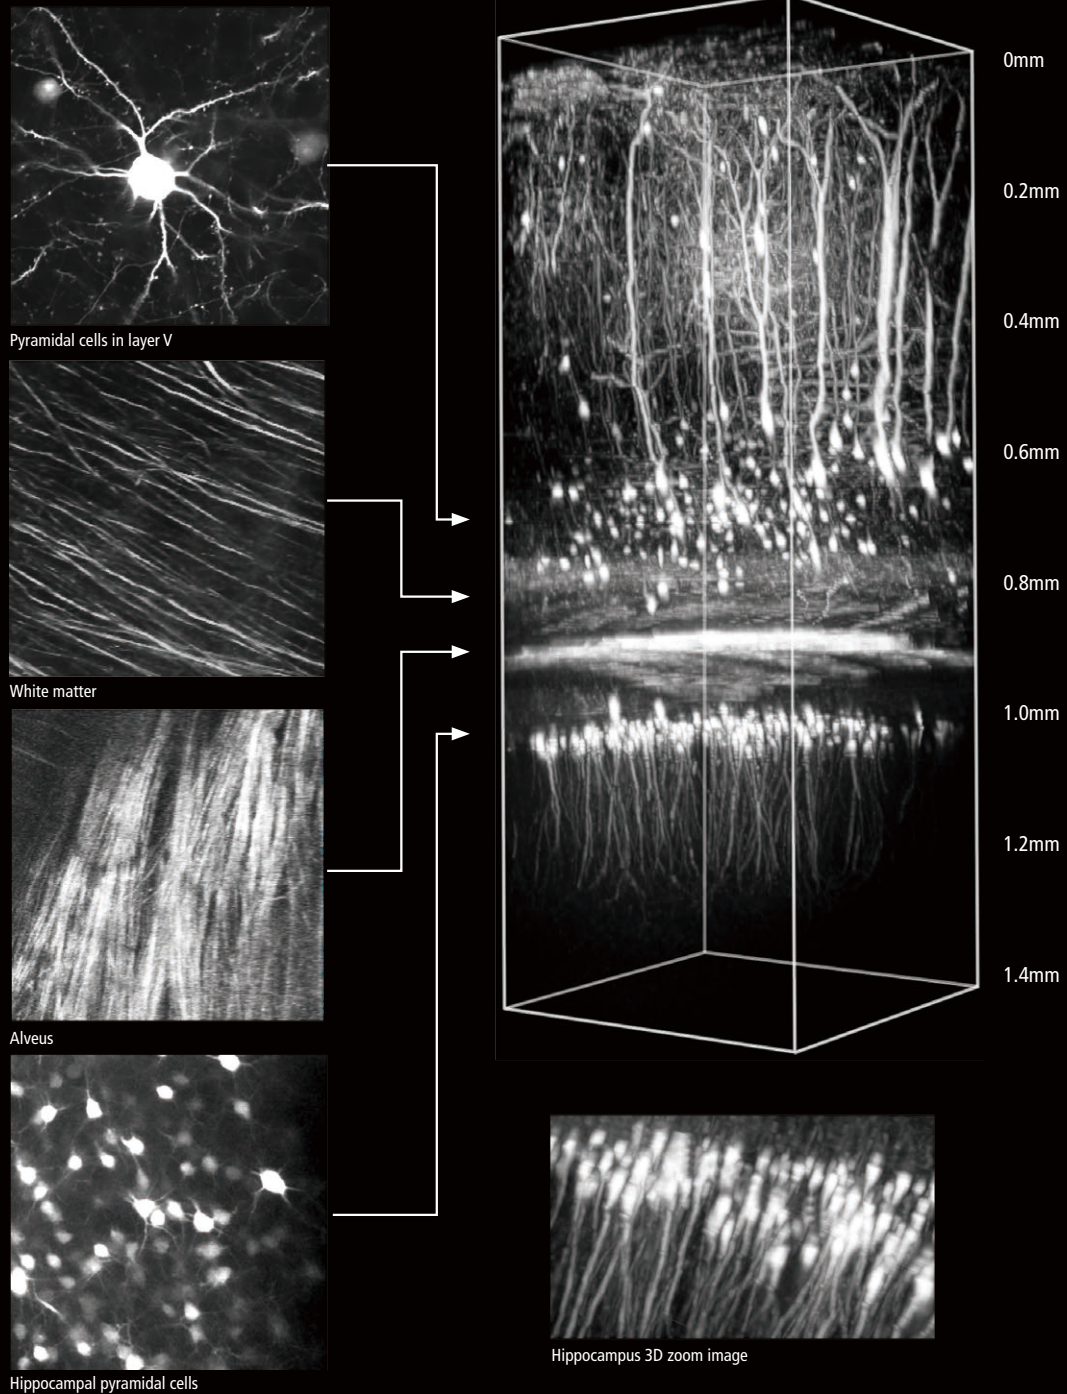 Pyramidal cells in layer V
White matter
Alveus
Hippocampal pyramidal cells
0mm
0.2mm
0.4mm
0.6mm
0.8mm
1.0mm
1.2mm
1.4mm
Hippocampus 3D zoom image